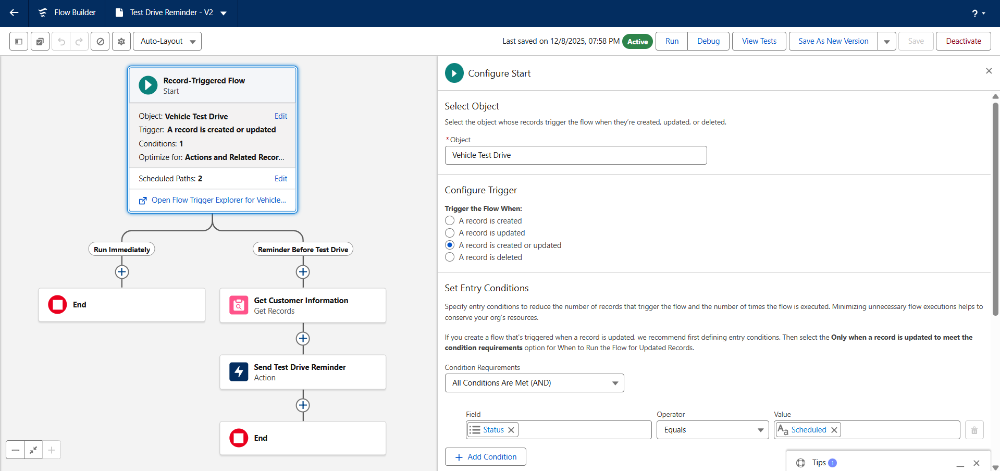 Flow Builder
Test Drive Reminder - V2
?
Auto-Layout
Last saved on 12/8/2025, 07:58 PM
Active
Run
Debug
View Tests
Save As New Version
Save
Deactivate
Record-Triggered Flow
Start
Object: Vehicle Test Drive
Edit
Trigger: A record is created or updated
Conditions: 1
Optimize for: Actions and Related Recor...
Scheduled Paths: 2
Edit
Open Flow Trigger Explorer for Vehicle...
Run Immediately
Reminder Before Test Drive
End
Get Customer Information
Get Records
Send Test Drive Reminder
Action
End
Configure Start
Select Object
Select the object whose records trigger the flow when they're created, updated, or deleted.
*Object
Vehicle Test Drive
Configure Trigger
Trigger the Flow When:
A record is created
A record is updated
A record is created or updated
A record is deleted
Set Entry Conditions
Specify entry conditions to reduce the number of records that trigger the flow and the number of times the flow is executed. Minimizing unnecessary flow executions helps to
conserve your org's resources.
If you create a flow that's triggered when a record is updated, we recommend first defining entry conditions. Then select the Only when a record is updated to meet the
condition requirements option for When to Run the Flow for Updated Records.
Condition Requirements
All Conditions Are Met (AND)
Field
Operator
Value
Status
Equals
Aa Scheduled
Add Condition
Tips 1